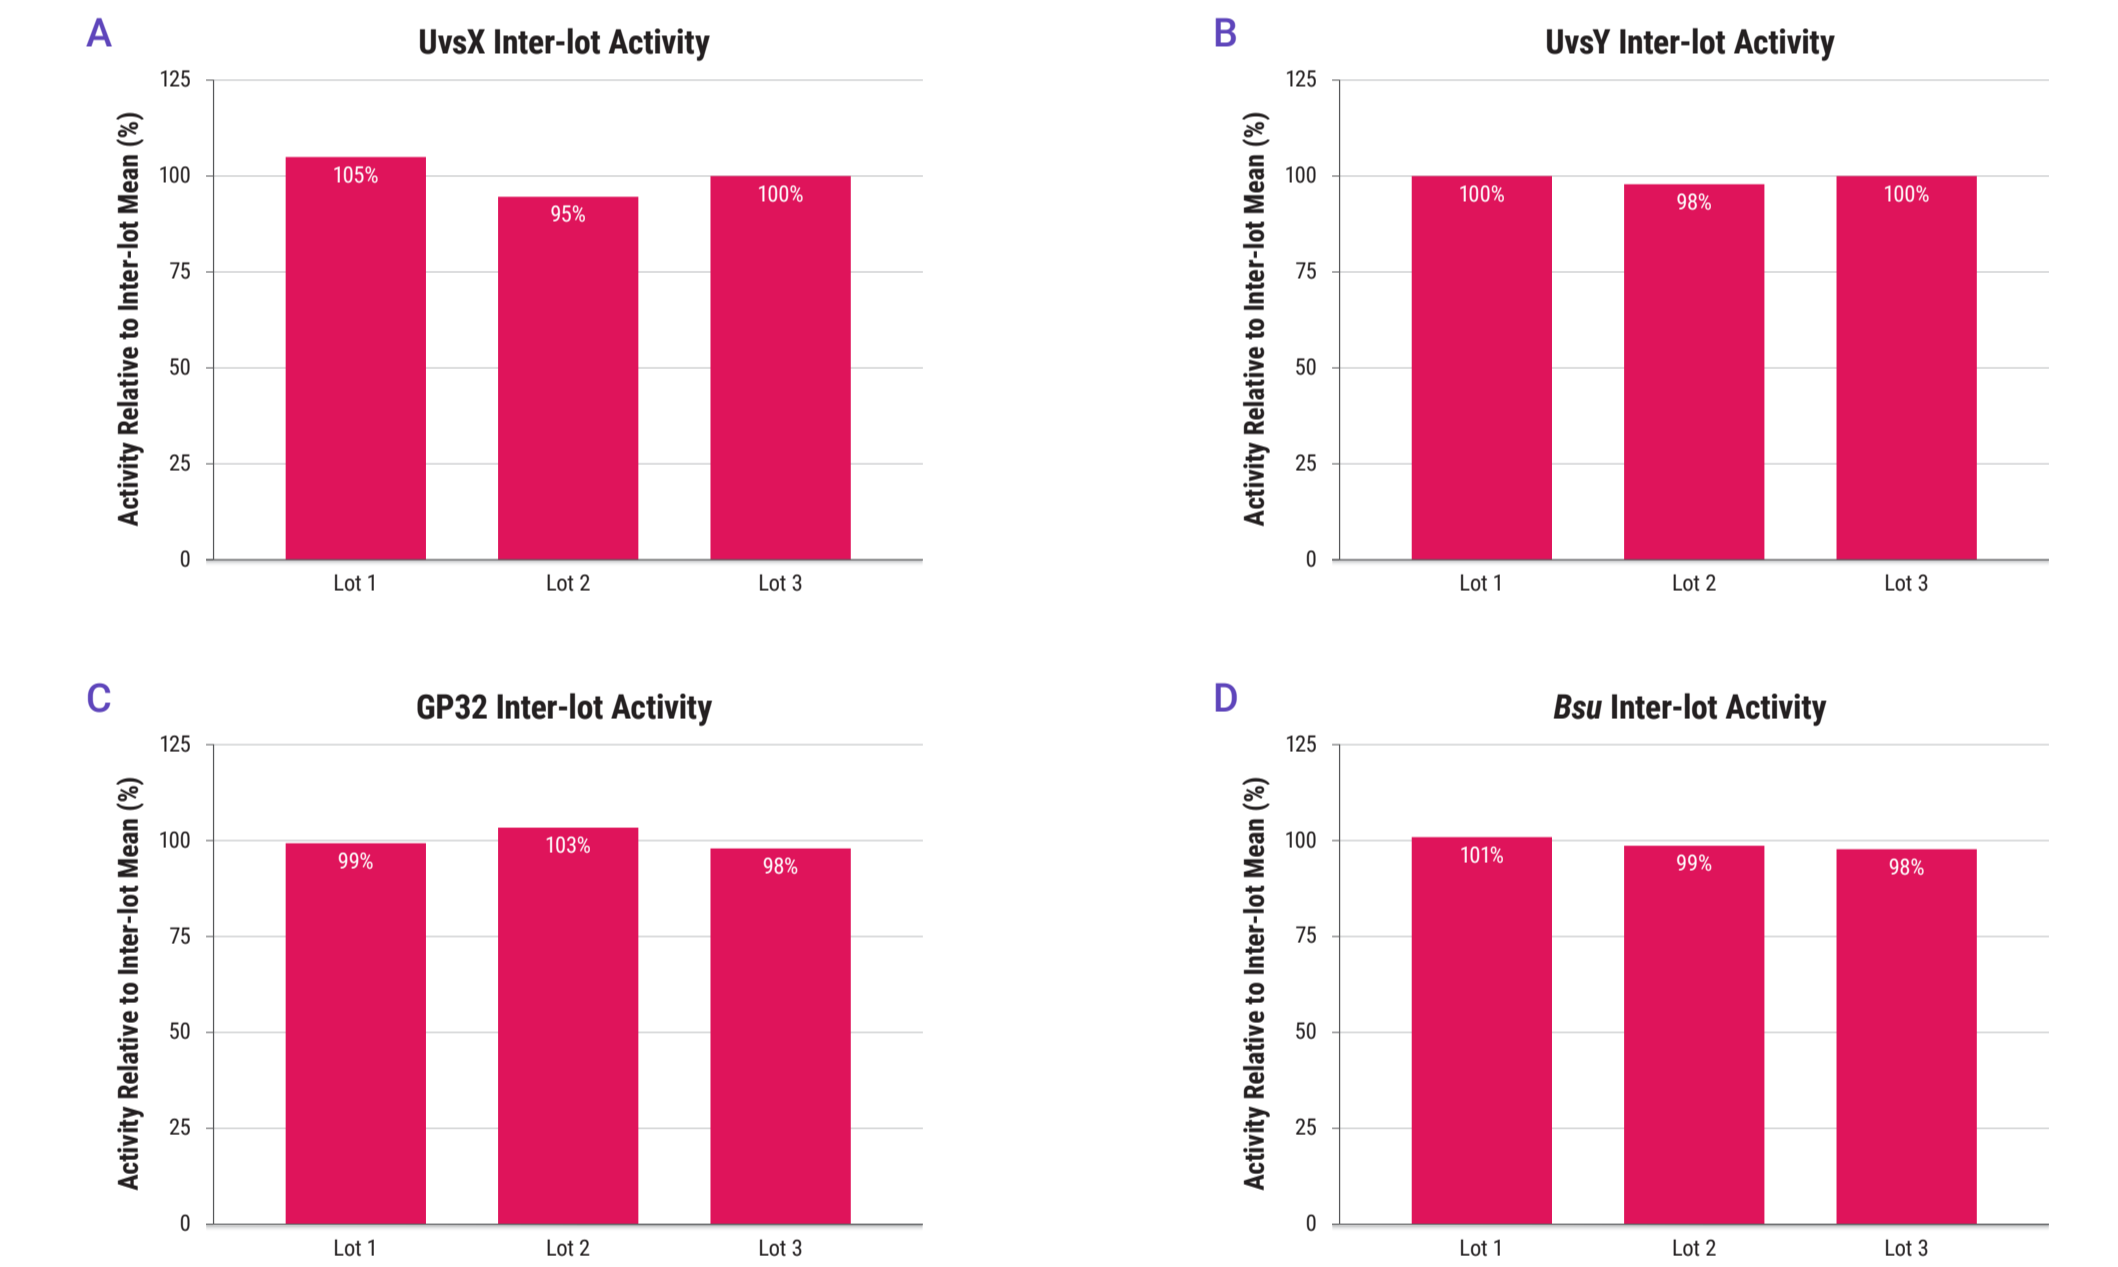 A
UvsX Inter-lot Activity
Activity Relative to Inter-lot Mean (%)
125
100
75
50
25
0
105%
95%
100%
Lot 1
Lot 2
Lot 3
B
UvsY Inter-lot Activity
Activity Relative to Inter-lot Mean (%)
125
100
75
50
25
0
100%
98%
100%
Lot 1
Lot 2
Lot 3
C
GP32 Inter-lot Activity
Activity Relative to Inter-lot Mean (%)
125
100
75
50
25
0
99%
103%
98%
Lot 1
Lot 2
Lot 3
D
Bsu Inter-lot Activity
Activity Relative to Inter-lot Mean (%)
125
100
75
50
25
0
101%
99%
98%
Lot 1
Lot 2
Lot 3